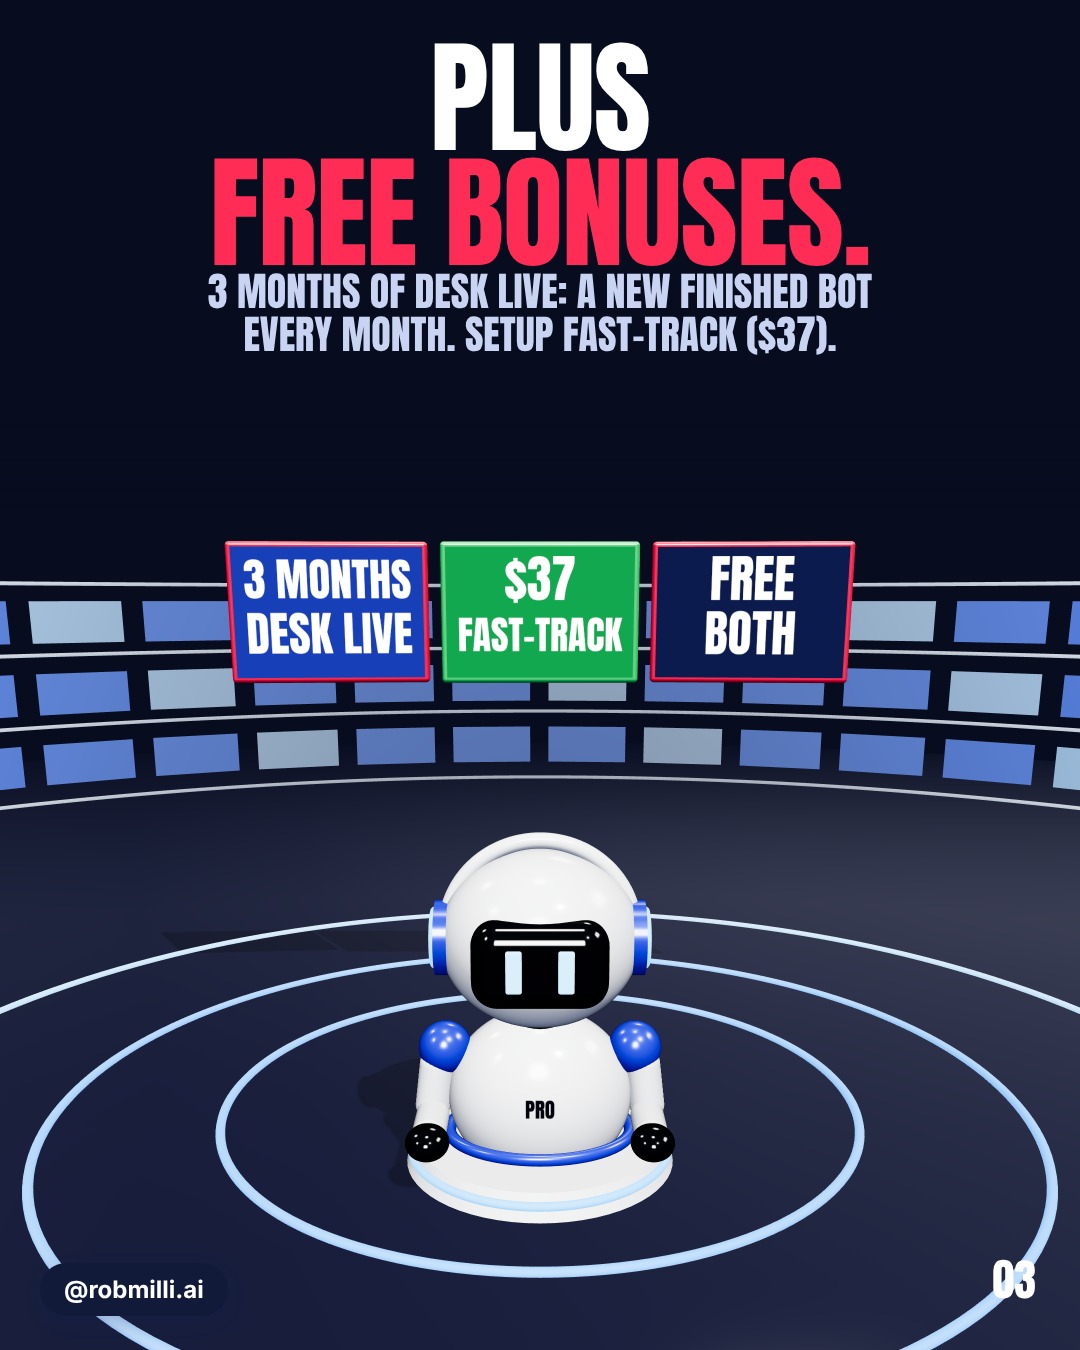 PLUS
FREE BONUSES.
3 MONTHS OF DESK LIVE: A NEW FINISHED BOT
EVERY MONTH. SETUP FAST-TRACK ($37).
3 MONTHS
DESK LIVE
$37
FAST-TRACK
FREE
BOTH
PRO
@robmilli.ai
03